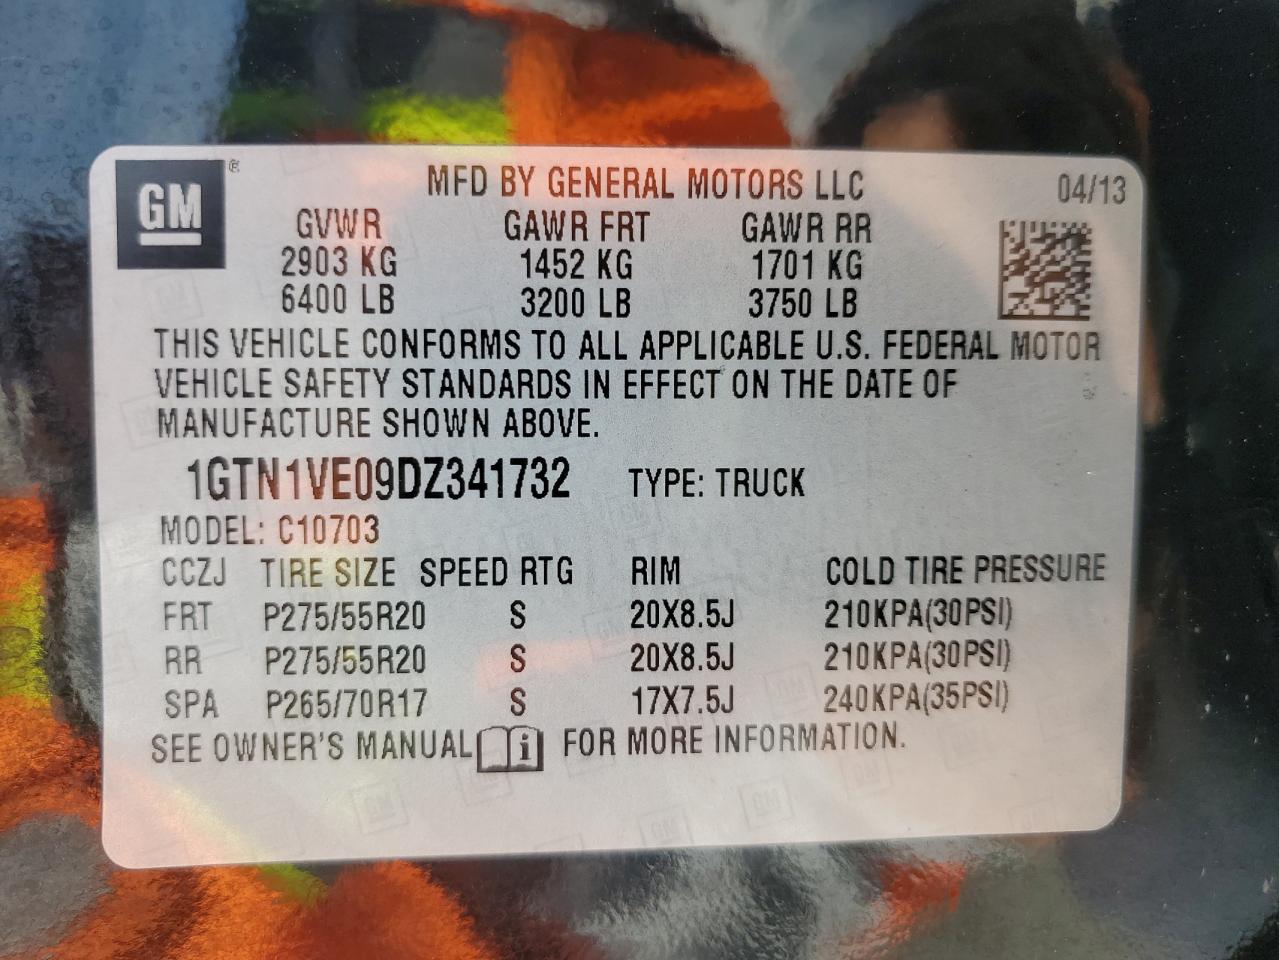 GM ®
MFD BY GENERAL MOTORS LLC 04/13
GVWR GAWR FRT GAWR RR
2903 KG 1452 KG 1701 KG
6400 LB 3200 LB 3750 LB
THIS VEHICLE CONFORMS TO ALL APPLICABLE U.S. FEDERAL MOTOR
VEHICLE SAFETY STANDARDS IN EFFECT ON THE DATE OF
MANUFACTURE SHOWN ABOVE.
1GTN1VE09DZ341732 TYPE: TRUCK
MODEL: C10703
CCZJ TIRE SIZE SPEED RTG RIM COLD TIRE PRESSURE
FRT P275/55R20 S 20X8.5J 210KPA(30PSI)
RR P275/55R20 S 20X8.5J 210KPA(30PSI)
SPA P265/70R17 S 17X7.5J 240KPA(35PSI)
SEE OWNER'S MANUAL i FOR MORE INFORMATION.